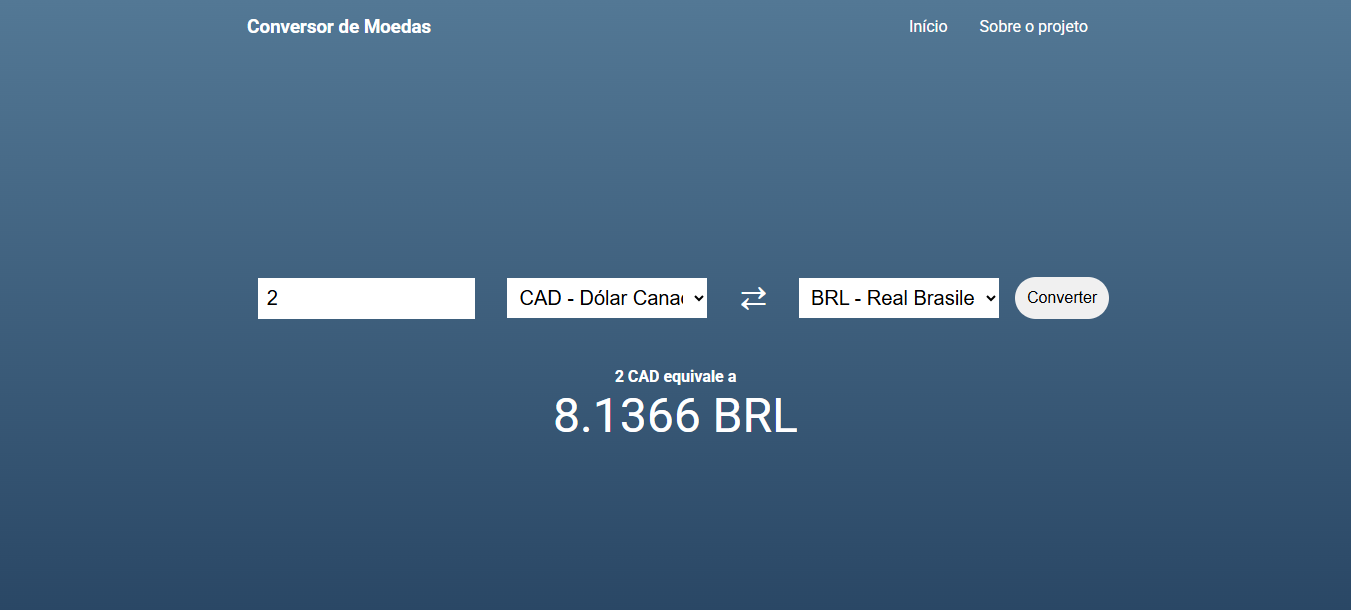 Conversor de Moedas Início Sobre o projeto
2 CAD - Dólar Cana BRL - Real Brasile Converter
2 CAD equivale a
8.1366 BRL